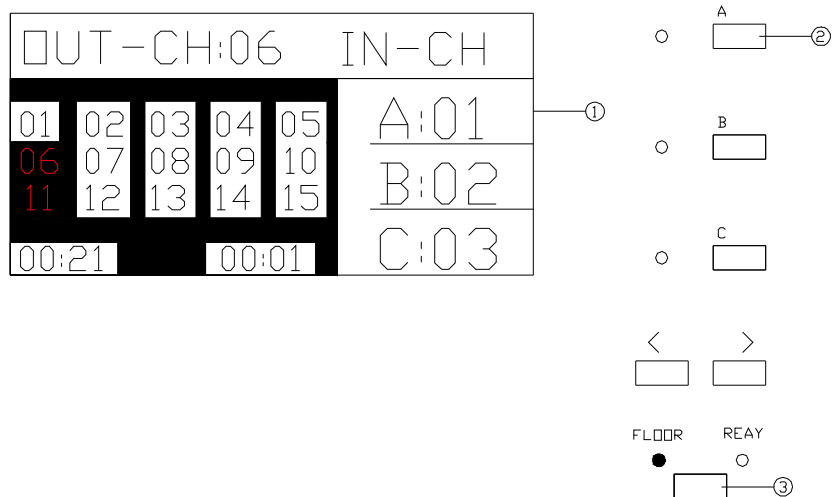 OUT-CH:06 IN-CH
01 02 03 04 05
06 07 08 09 10
11 12 13 14 15
00:21 00:01
A:01
B:02
C:03
1
A
2
B
C
< >
FLOOR REAY
3